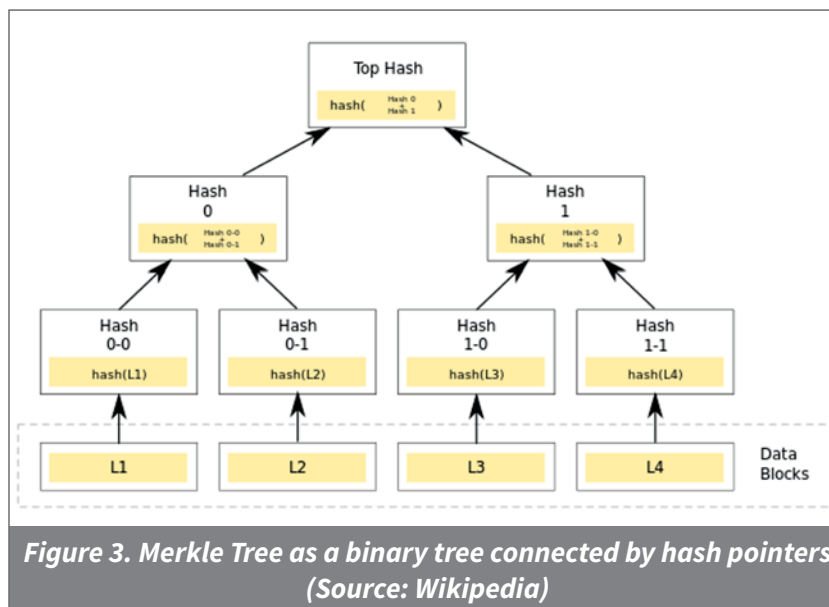 Top Hash
hash( Hash 0 + Hash 1 )
Hash 0
hash( Hash 0-0 + Hash 0-1 )
Hash 1
hash( Hash 1-0 + Hash 1-1 )
Hash 0-0
hash(L1)
Hash 0-1
hash(L2)
Hash 1-0
hash(L3)
Hash 1-1
hash(L4)
L1
L2
L3
L4
Data
Blocks
Figure 3. Merkle Tree as a binary tree connected by hash pointers
(Source: Wikipedia)